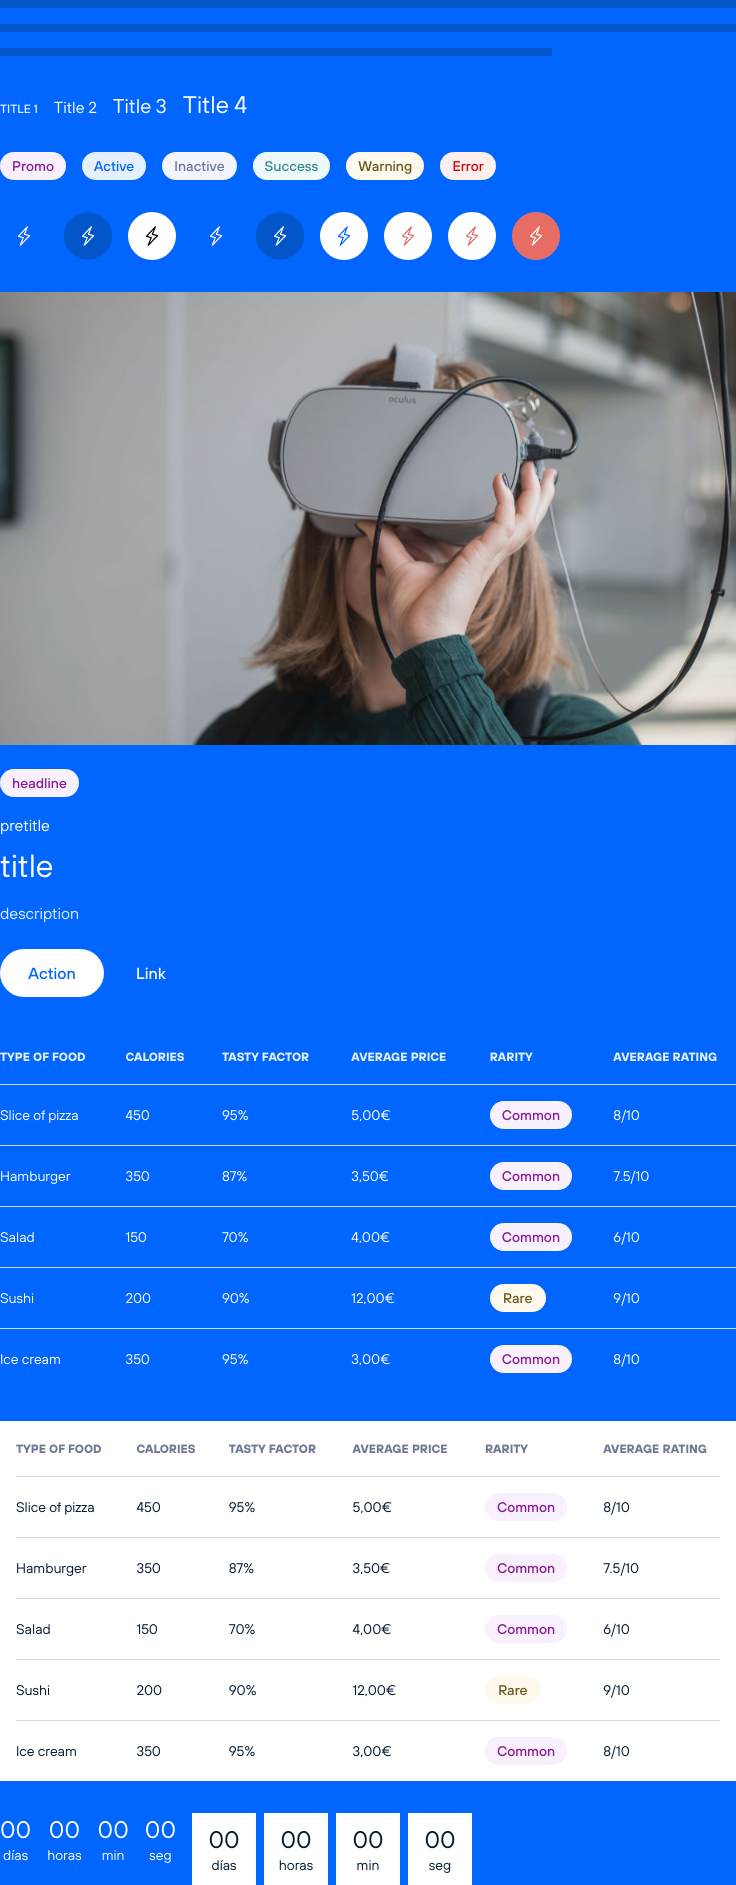 TITLE 1 Title 2 Title 3 Title 4
Promo Active Inactive Success Warning Error
oculus
headline
pretitle
title
description
Action Link
TYPE OF FOOD CALORIES TASTY FACTOR AVERAGE PRICE RARITY AVERAGE RATING
Slice of pizza 450 95% 5,00€ Common 8/10
Hamburger 350 87% 3,50€ Common 7.5/10
Salad 150 70% 4,00€ Common 6/10
Sushi 200 90% 12,00€ Rare 9/10
Ice cream 350 95% 3,00€ Common 8/10
TYPE OF FOOD CALORIES TASTY FACTOR AVERAGE PRICE RARITY AVERAGE RATING
Slice of pizza 450 95% 5,00€ Common 8/10
Hamburger 350 87% 3,50€ Common 7.5/10
Salad 150 70% 4,00€ Common 6/10
Sushi 200 90% 12,00€ Rare 9/10
Ice cream 350 95% 3,00€ Common 8/10
00 00 00 00 00 00 00 00
días horas min seg días horas min seg